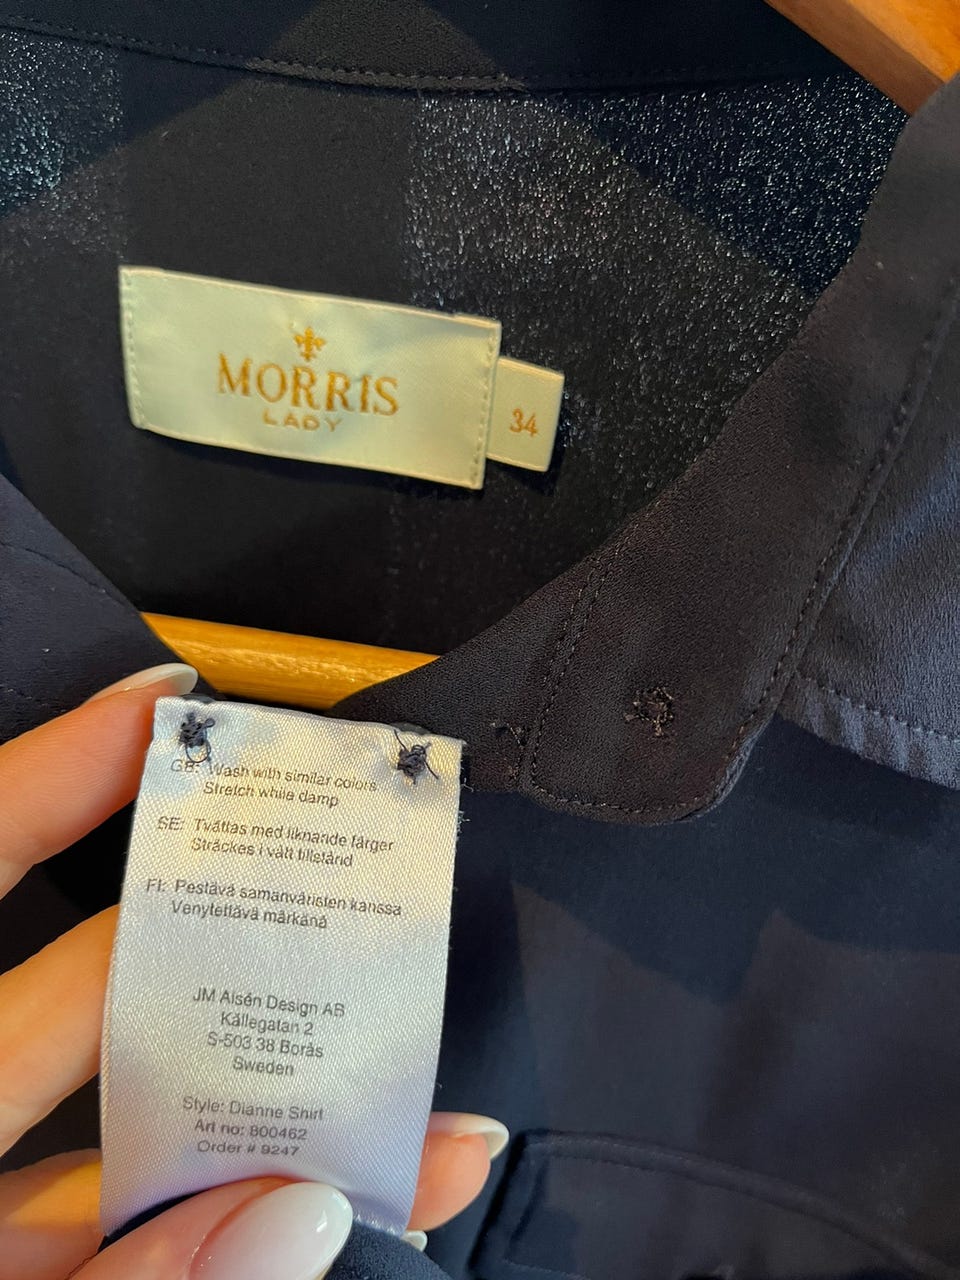 MORRIS
LADY
34
GB: Wash with similar colors
Stretch while damp
SE: Tvättas med liknande färger
Sträckes i vått tillstånd
FI: Pestävä samanväristen kanssa
Venytettävä märkänä
JM Alsén Design AB
Källegatan 2
S-503 38 Borås
Sweden
Style: Dianne Shirt
Art no: 800462
Order # 9247